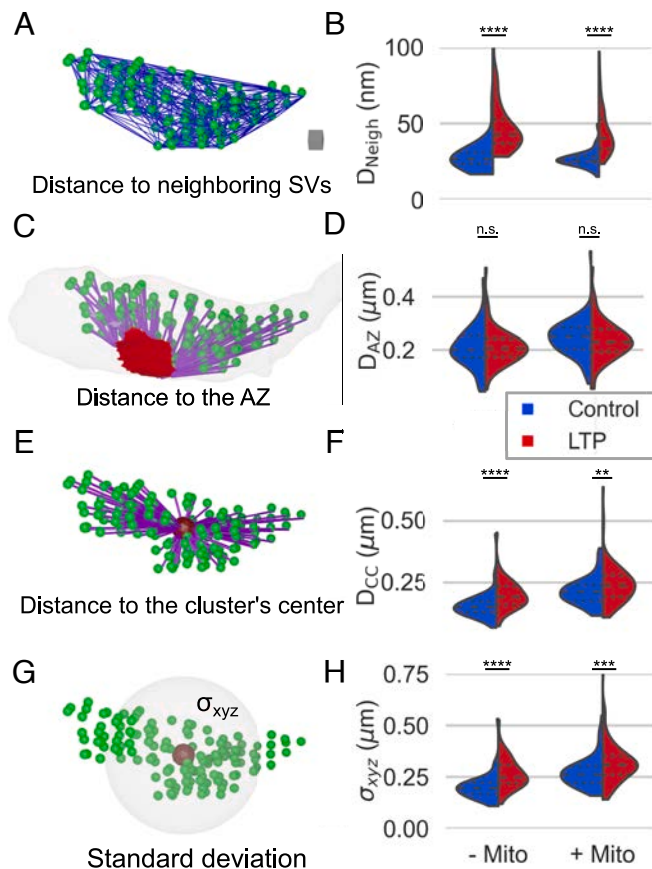 A
Distance to neighboring SVs
B
**** ****
100
50
0
D_Neigh (nm)
C
Distance to the AZ
D
n.s. n.s.
0.4
0.2
D_AZ (μm)
Control
LTP
E
Distance to the cluster's center
F
**** **
0.50
0.25
D_CC (μm)
G
σ_xyz
Standard deviation
H
**** ***
0.75
0.50
0.25
0.00
σ_xyz (μm)
- Mito + Mito